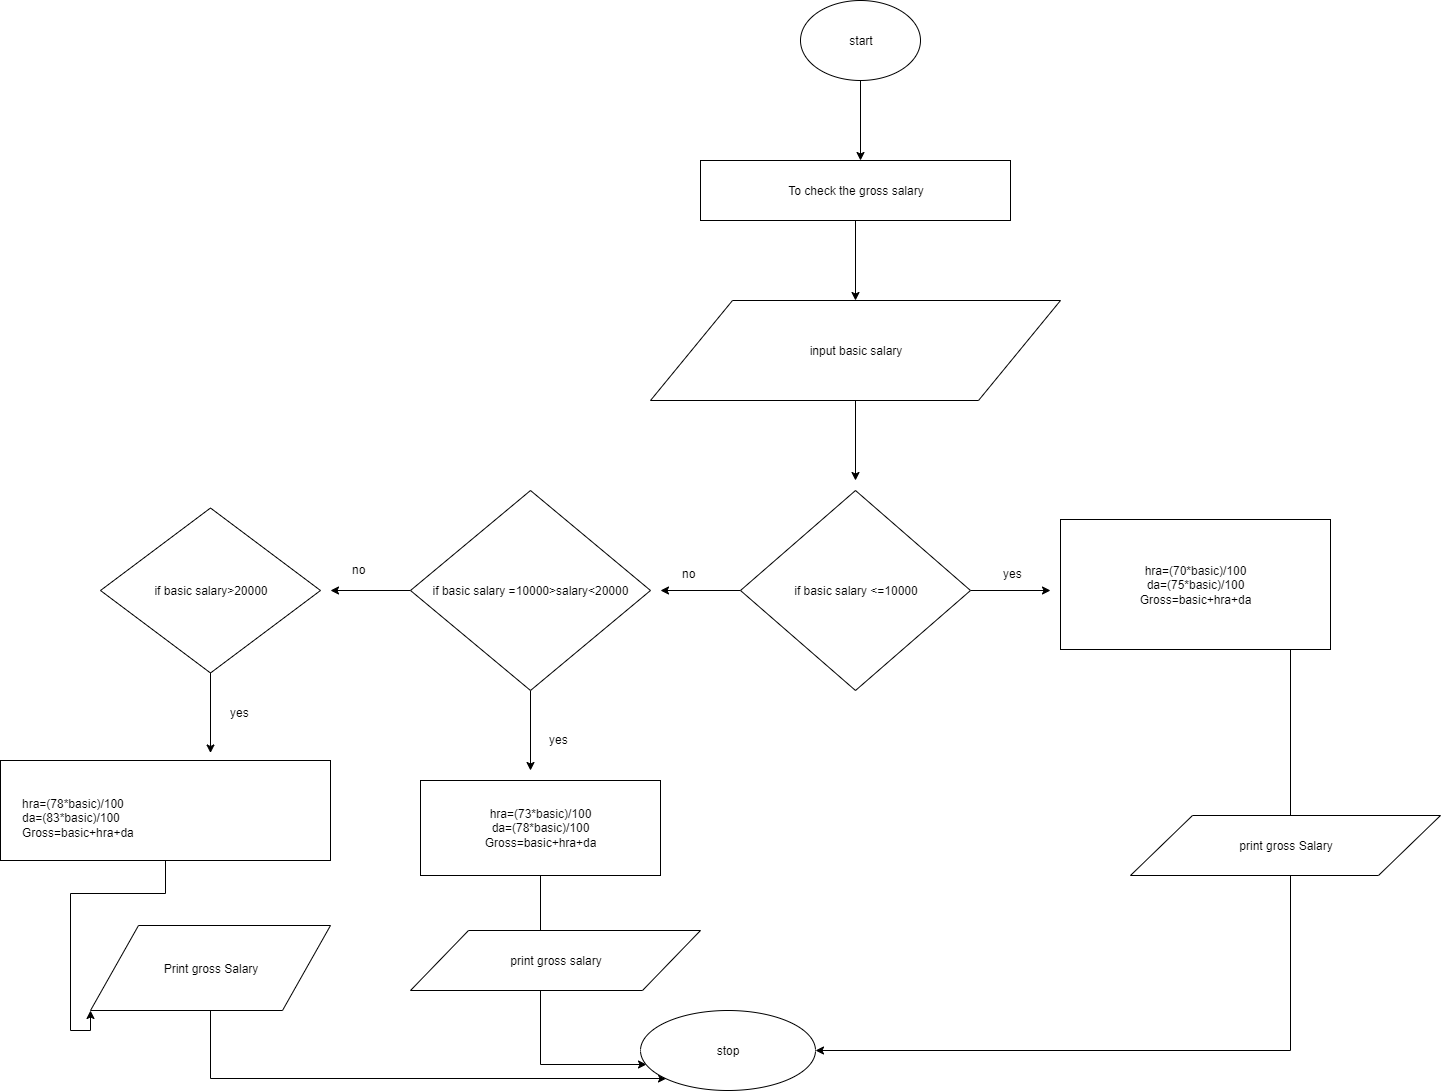 start
To check the gross salary
input basic salary
if basic salary <=10000
yes
hra=(70*basic)/100
da=(75*basic)/100
Gross=basic+hra+da
print gross Salary
no
if basic salary =10000>salary<20000
yes
hra=(73*basic)/100
da=(78*basic)/100
Gross=basic+hra+da
print gross salary
no
if basic salary>20000
yes
hra=(78*basic)/100
da=(83*basic)/100
Gross=basic+hra+da
Print gross Salary
stop